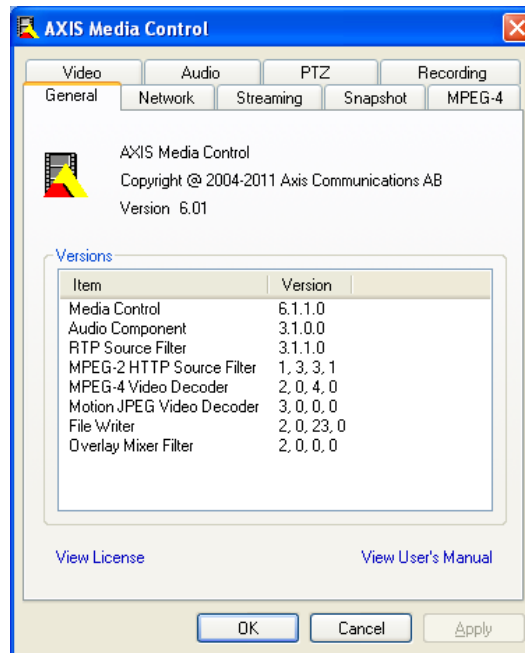 AXIS Media Control
Video Audio PTZ Recording
General Network Streaming Snapshot MPEG-4
AXIS Media Control
Copyright @ 2004-2011 Axis Communications AB
Version 6.01
Versions
Item Version
Media Control 6.1.1.0
Audio Component 3.1.0.0
RTP Source Filter 3.1.1.0
MPEG-2 HTTP Source Filter 1, 3, 3, 1
MPEG-4 Video Decoder 2, 0, 4, 0
Motion JPEG Video Decoder 3, 0, 0, 0
File Writer 2, 0, 23, 0
Overlay Mixer Filter 2, 0, 0, 0
View License View User's Manual
OK Cancel Apply